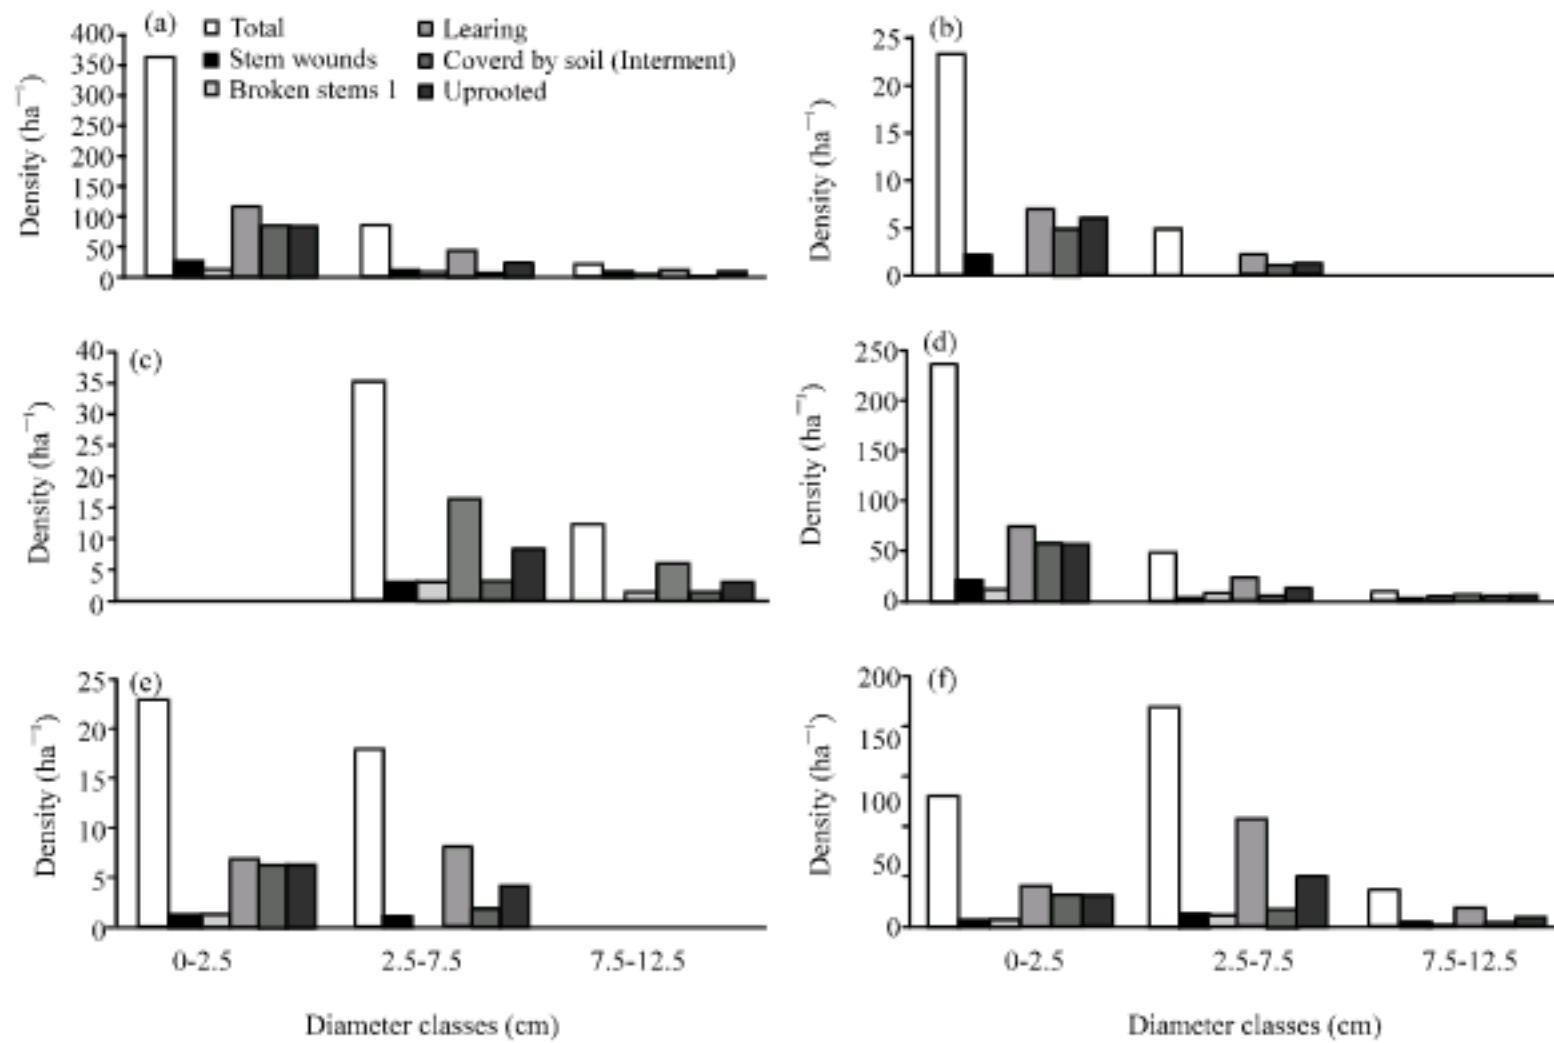 (a)
Total
Stem wounds
Broken stems 1
Learing
Coverd by soil (Interment)
Uprooted
400
350
300
250
200
150
100
50
0
Density (ha⁻¹)
(b)
25
20
15
10
5
0
Density (ha⁻¹)
(c)
40
35
30
25
20
15
10
5
0
Density (ha⁻¹)
(d)
250
200
150
100
50
0
Density (ha⁻¹)
(e)
25
20
15
10
5
0
Density (ha⁻¹)
0-2.5 2.5-7.5 7.5-12.5
Diameter classes (cm)
(f)
200
150
100
50
0
Density (ha⁻¹)
0-2.5 2.5-7.5 7.5-12.5
Diameter classes (cm)